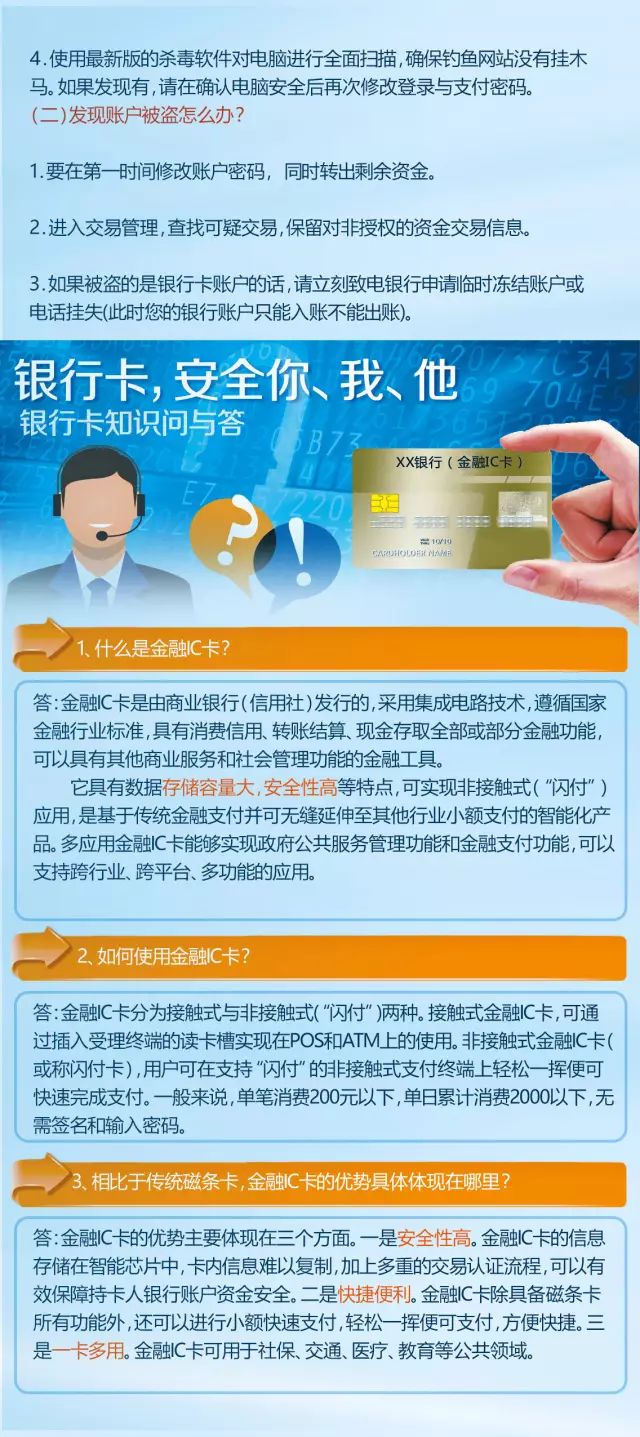 4.使用最新版的杀毒软件对电脑进行全面扫描,确保钓鱼网站没有挂木
马。如果发现有,请在确认电脑安全后再次修改登录与支付密码。
(二)发现账户被盗怎么办?
1.要在第一时间修改账户密码，同时转出剩余资金。
2.进入交易管理,查找可疑交易,保留对非授权的资金交易信息。
3.如果被盗的是银行卡账户的话,请立刻致电银行申请临时冻结账户或
电话挂失(此时您的银行账户只能入账不能出账)。
银行卡,安全你、我、他
银行卡知识问与答
XX银行(金融IC卡)
10/10
CARDHOLDER NAME
1、什么是金融IC卡?
答:金融IC卡是由商业银行(信用社)发行的,采用集成电路技术,遵循国家
金融行业标准,具有消费信用、转账结算、现金存取全部或部分金融功能,
可以具有其他商业服务和社会管理功能的金融工具。
它具有数据存储容量大,安全性高等特点,可实现非接触式(“闪付”)
应用,是基于传统金融支付并可无缝延伸至其他行业小额支付的智能化产
品。多应用金融IC卡能够实现政府公共服务管理功能和金融支付功能,可以
支持跨行业、跨平台、多功能的应用。
2、如何使用金融IC卡?
答:金融IC卡分为接触式与非接触式(“闪付”)两种。接触式金融IC卡,可通
过插入受理终端的读卡槽实现在POS和ATM上的使用。非接触式金融IC卡(
或称闪付卡),用户可在支持“闪付”的非接触式支付终端上轻松一挥便可
快速完成支付。一般来说,单笔消费200元以下,单日累计消费2000以下,无
需签名和输入密码。
3、相比于传统磁条卡,金融IC卡的优势具体体现在哪里?
答:金融IC卡的优势主要体现在三个方面。一是安全性高。金融IC卡的信息
存储在智能芯片中,卡内信息难以复制,加上多重的交易认证流程,可以有
效保障持卡人银行账户资金安全。二是快捷便利。金融IC卡除具备磁条卡
所有功能外,还可以进行小额快速支付,轻松一挥便可支付,方便快捷。三
是一卡多用。金融IC卡可用于社保、交通、医疗、教育等公共领域。